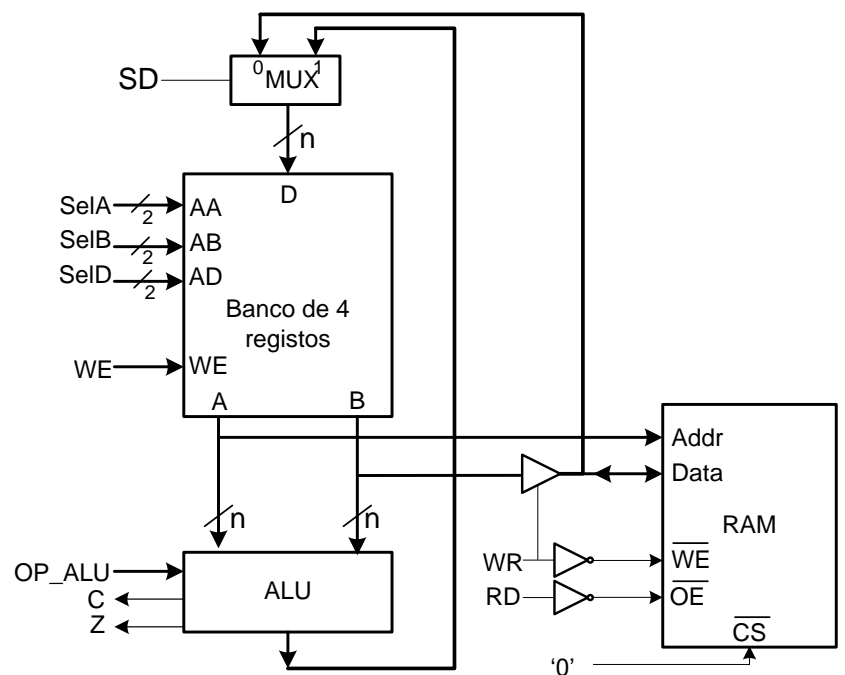 0 MUX 1
SD
n
D
SelA 2 AA
SelB 2 AB
SelD 2 AD
Banco de 4
registos
WE WE
A B
Addr
Data
n n
RAM
OP_ALU
ALU
C
Z
WR WE
RD OE
CS
‘0’